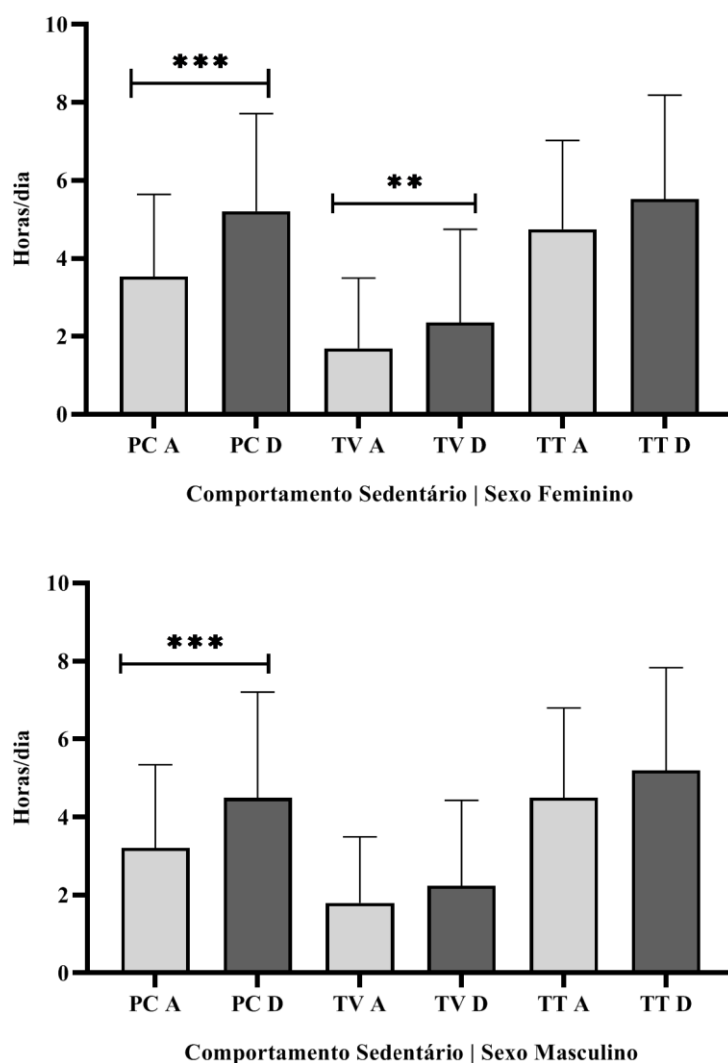 10
***
8
**
6
Horas/dia
4
2
0
PC A PC D TV A TV D TT A TT D
Comportamento Sedentário | Sexo Feminino
10
***
8
6
Horas/dia
4
2
0
PC A PC D TV A TV D TT A TT D
Comportamento Sedentário | Sexo Masculino